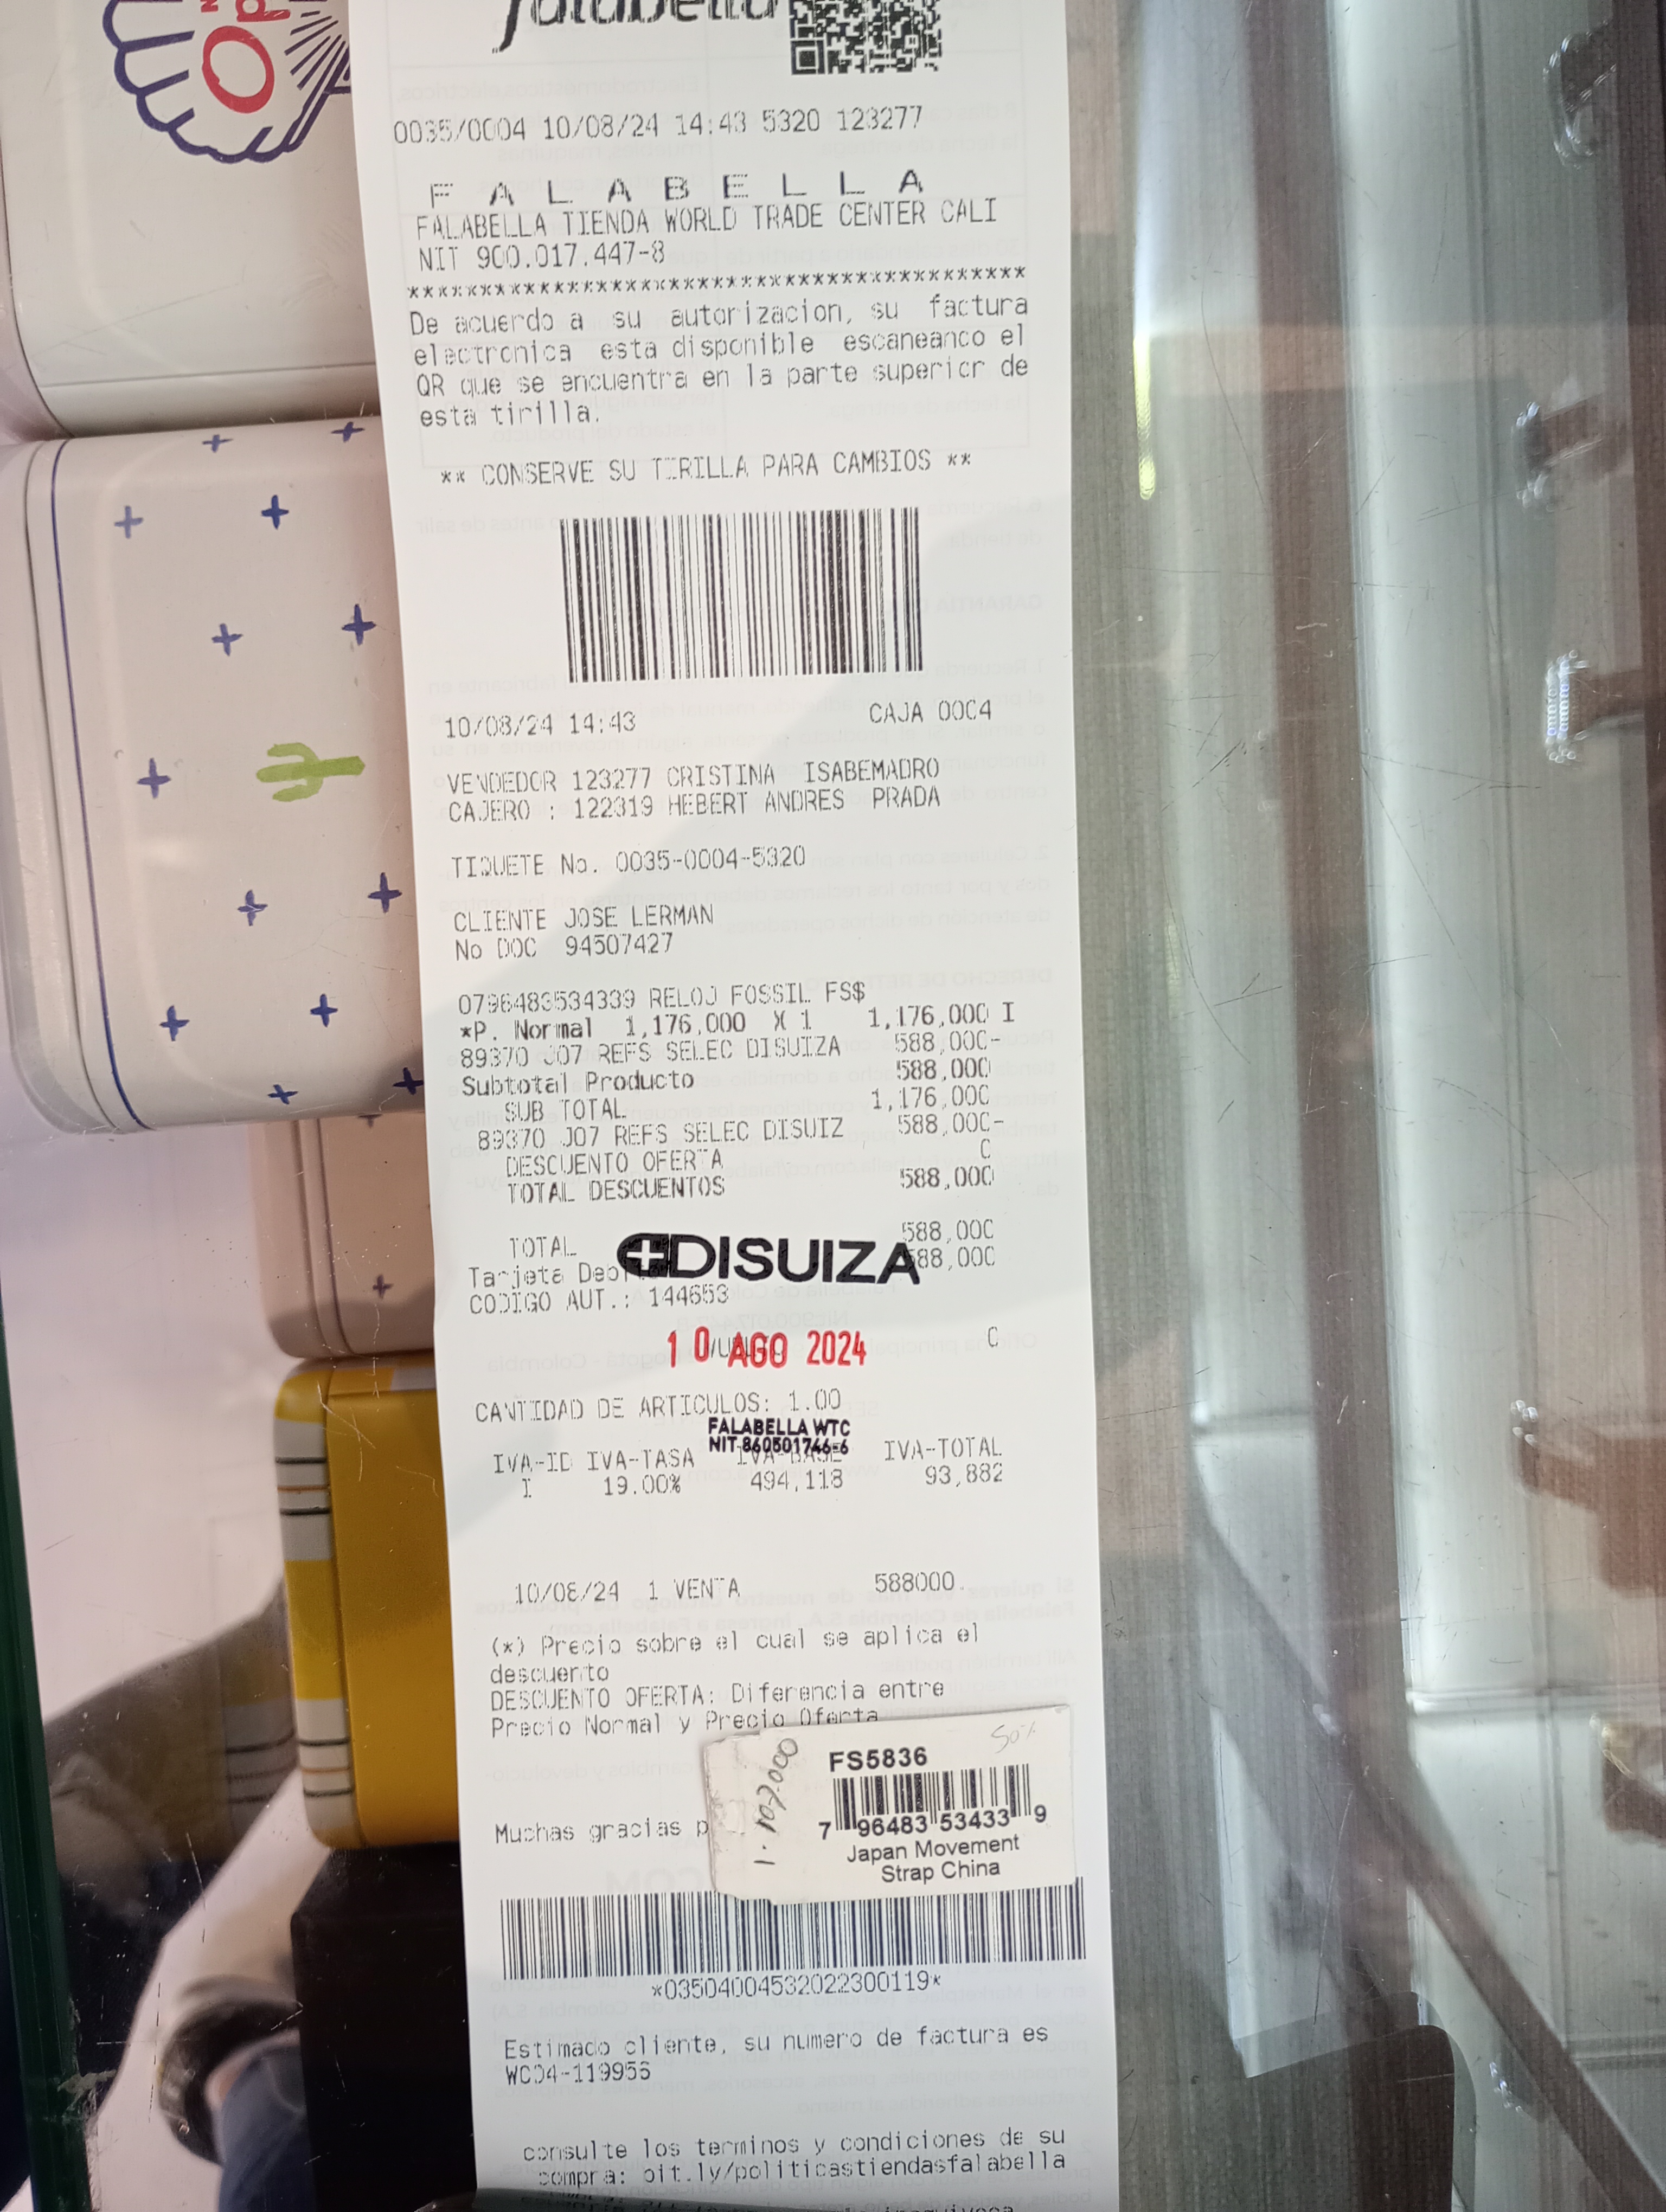 falabella
0035/0004 10/08/24 14:43 5320 123277
F A L A B E L L A
FALABELLA TIENDA WORLD TRADE CENTER CALI
NIT 900.017.447-8
******************************************
De acuerdo a su autorizacion, su factura
electronica esta disponible escaneando el
QR que se encuentra en la parte superior de
esta tirilla.
** CONSERVE SU TIRILLA PARA CAMBIOS **
10/08/24 14:43 CAJA 0004
VENDEDOR 123277 CRISTINA ISABEMADRO
CAJERO : 122319 HEBERT ANDRES PRADA
TIQUETE No. 0035-0004-5320
CLIENTE JOSE LERMAN
No DOC 94507427
0796483534339 RELOJ FOSSIL FS$
*P. Normal 1,176,000 X 1 1,176,000 I
89370 J07 REFS SELEC DISUIZA 588,000-
Subtotal Producto 588,000
SUB TOTAL 1,176,000
89370 J07 REFS SELEC DISUIZ 588,000-
DESCUENTO OFERTA 0
TOTAL DESCUENTOS 588,000
TOTAL 588,000
Tarjeta Deb 588,000
DISUIZA
CODIGO AUT.: 144653
10 AGO 2024
0
CANTIDAD DE ARTICULOS: 1.00
FALABELLA WTC
NIT 860501746-6
IVA-ID IVA-TASA IVA-BASE IVA-TOTAL
I 19.00% 494,118 93,882
10/08/24 1 VENTA 588000.
(*) Precio sobre el cual se aplica el
descuento
DESCUENTO OFERTA: Diferencia entre
Precio Normal y Precio Oferta
50%
FS5836
7 96483 53433 9
Japan Movement
Strap China
Muchas gracias p
*03504004532022300119*
Estimado cliente, su numero de factura es
WC04-119956
consulte los terminos y condiciones de su
compra: bit.ly/politicastiendasfalabella